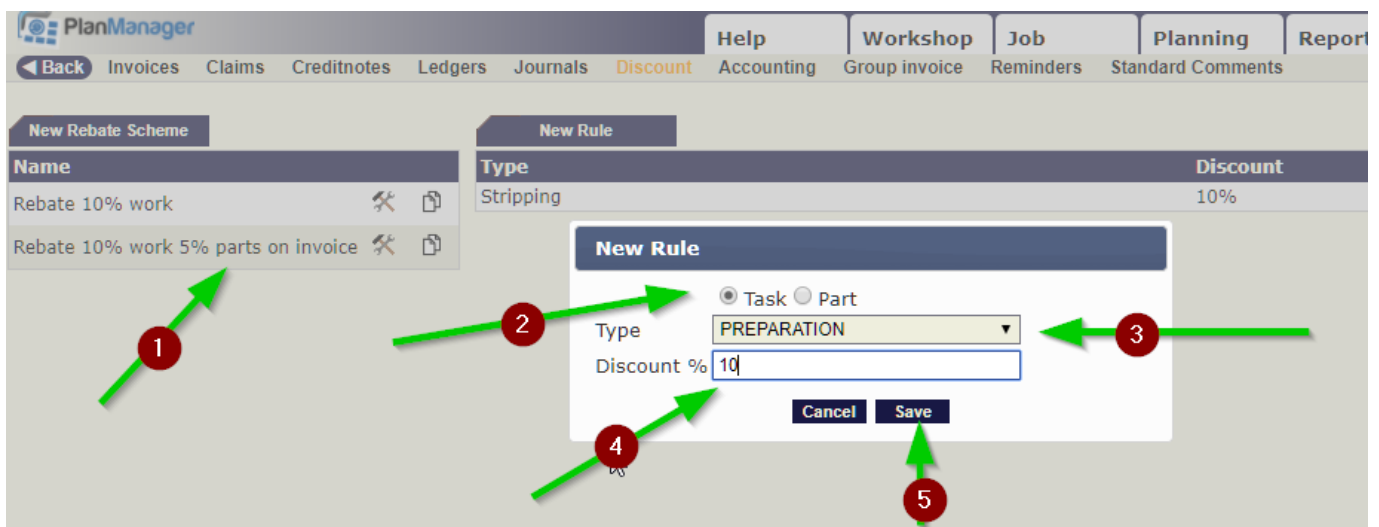 PlanManager
Help Workshop Job Planning Report
Back Invoices Claims Creditnotes Ledgers Journals Discount Accounting Group invoice Reminders Standard Comments
New Rebate Scheme
New Rule
Name
Type Discount
Rebate 10% work
Stripping 10%
Rebate 10% work 5% parts on invoice
New Rule
Task Part
Type PREPARATION
Discount % 10
Cancel Save
1
2
3
4
5